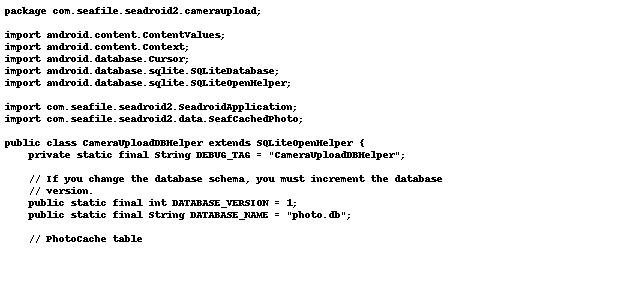 package com.seafile.seadroid2.cameraupload;

import android.content.ContentValues;
import android.content.Context;
import android.database.Cursor;
import android.database.sqlite.SQLiteDatabase;
import android.database.sqlite.SQLiteOpenHelper;

import com.seafile.seadroid2.SeadroidApplication;
import com.seafile.seadroid2.data.SeafCachedPhoto;

public class CameraUploadDBHelper extends SQLiteOpenHelper {
    private static final String DEBUG_TAG = "CameraUploadDBHelper";

    // If you change the database schema, you must increment the database
    // version.
    public static final int DATABASE_VERSION = 1;
    public static final String DATABASE_NAME = "photo.db";

    // PhotoCache table